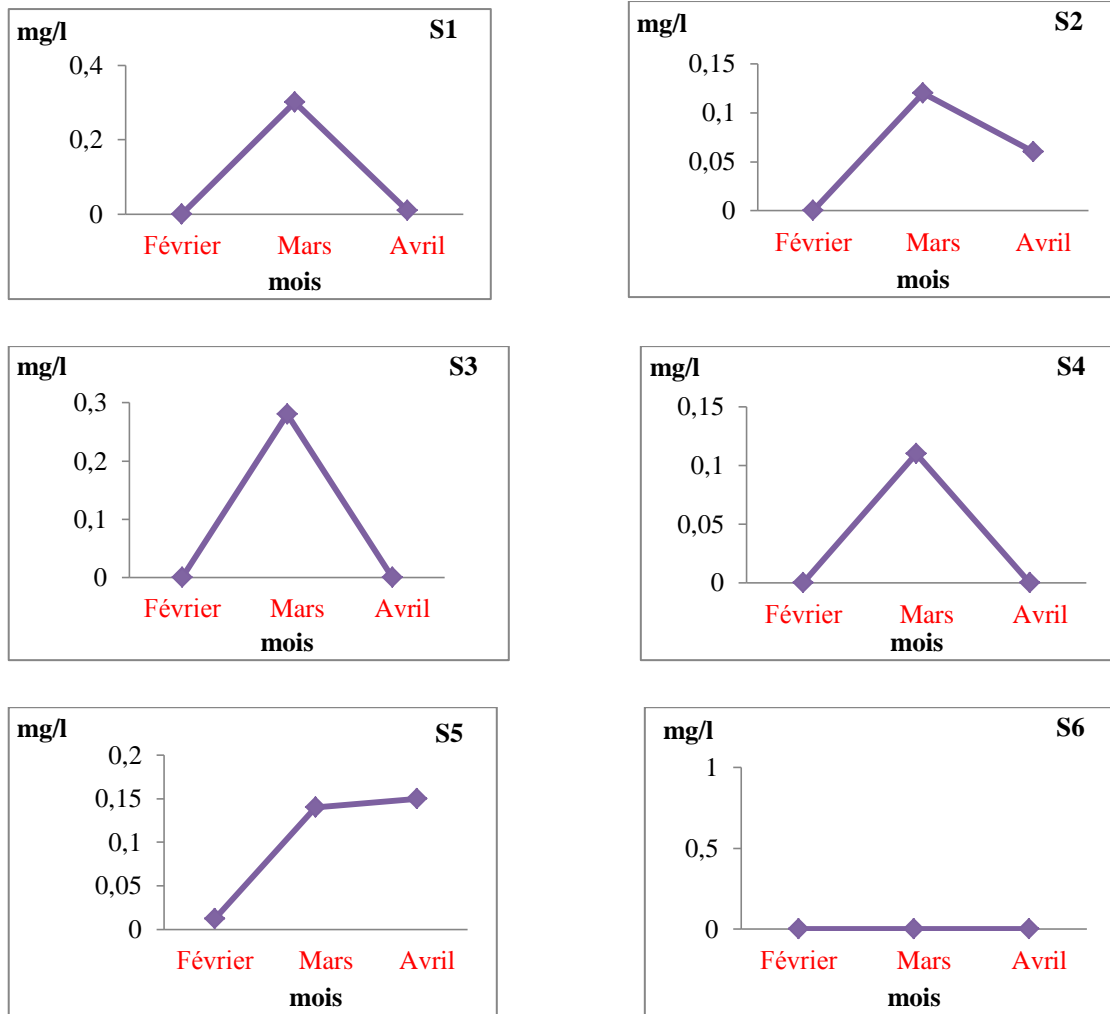 mg/l S1
0,4
0,2
0
Février Mars Avril
mois
mg/l S2
0,15
0,1
0,05
0
Février Mars Avril
mois
mg/l S3
0,3
0,2
0,1
0
Février Mars Avril
mois
mg/l S4
0,15
0,1
0,05
0
Février Mars Avril
mois
mg/l S5
0,2
0,15
0,1
0,05
0
Février Mars Avril
mois
mg/l S6
1
0,5
0
Février Mars Avril
mois